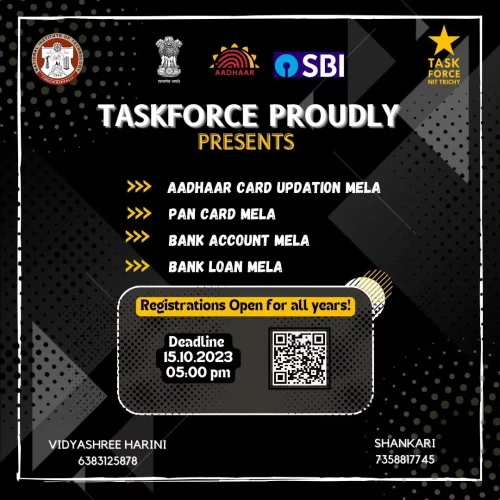 AADHAAR
SBI
TASK
FORCE
NIT TRICHY
TASKFORCE PROUDLY
PRESENTS
>>> AADHAAR CARD UPDATION MELA
>>> PAN CARD MELA
>>> BANK ACCOUNT MELA
>>> BANK LOAN MELA
Registrations Open for all years!
Deadline
15.10.2023
05:00 pm
VIDYASHREE HARINI
6383125878
SHANKARI
7358817745